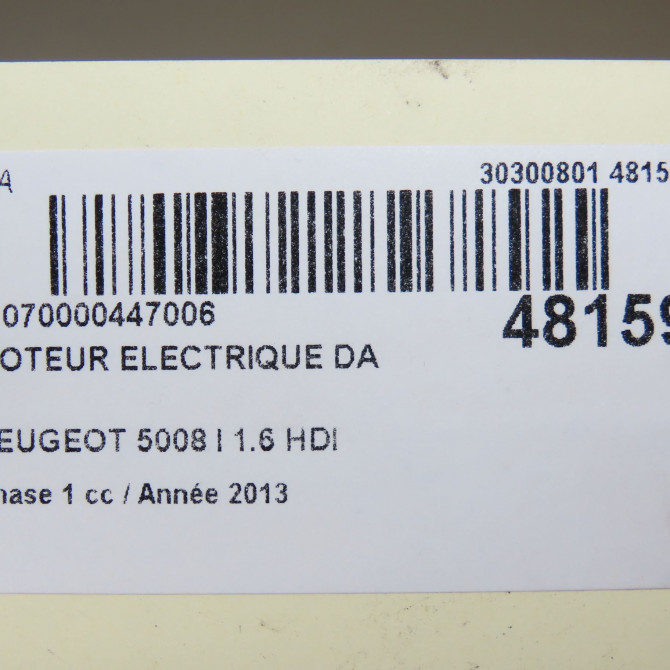 A 30300801 4815
070000447006 48159
OTEUR ELECTRIQUE DA
EUGEOT 5008 I 1.6 HDI
hase 1 cc / Année 2013